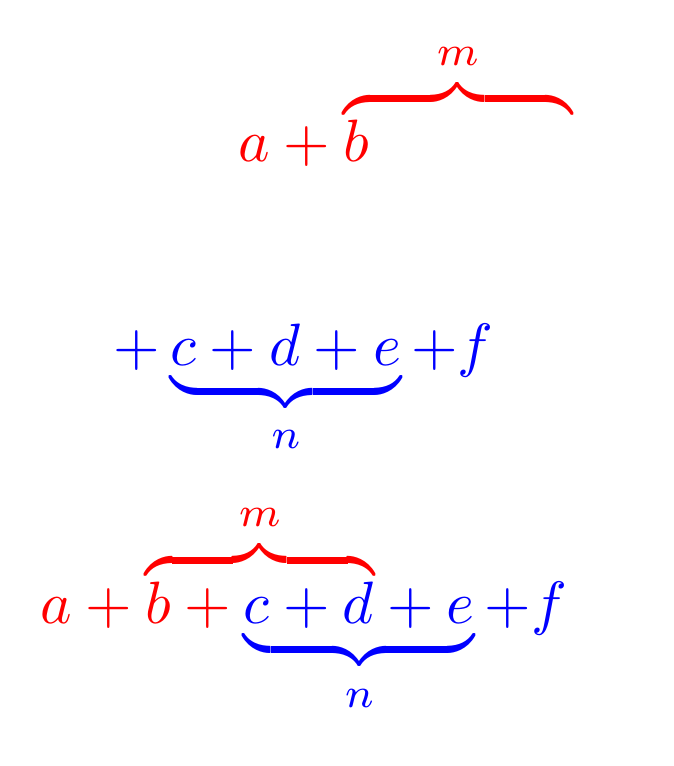 m
a + b
+ c + d + e + f
n
m
a + b + c + d + e + f
n